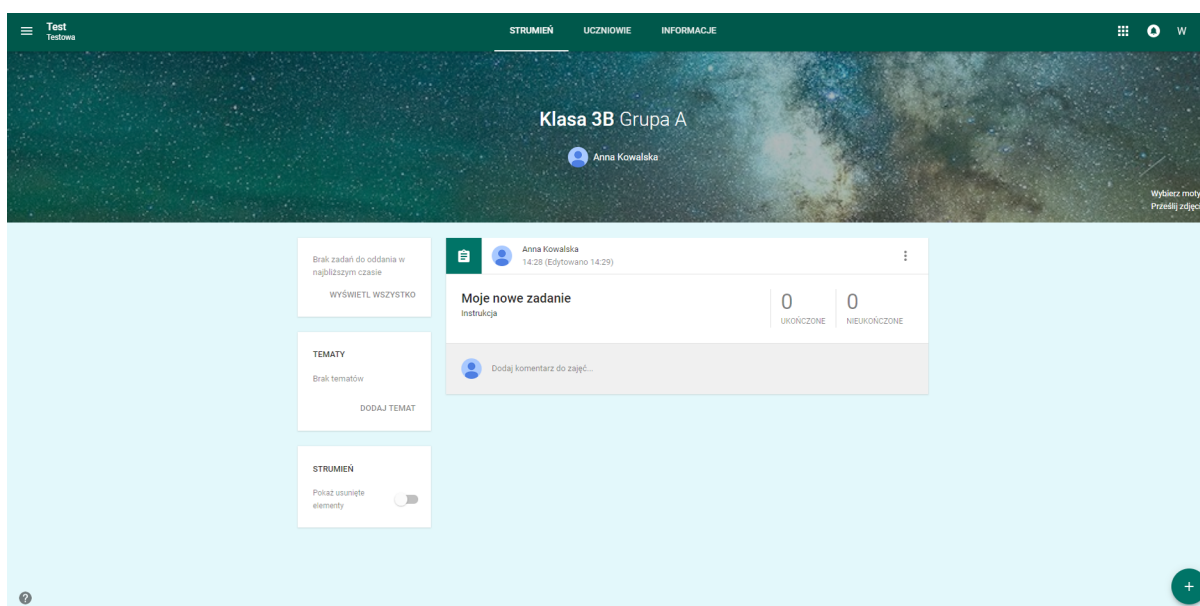 Test
Testowa
STRUMIEŃ UCZNIOWIE INFORMACJE
W
Klasa 3B Grupa A
Anna Kowalska
Wybierz moty
Prześlij zdjęci
Brak zadań do oddania w
najbliższym czasie
WYŚWIETL WSZYSTKO
TEMATY
Brak tematów
DODAJ TEMAT
STRUMIEŃ
Pokaż usunięte
elementy
Anna Kowalska
14:28 (Edytowano 14:29)
Moje nowe zadanie
Instrukcja
0 0
UKOŃCZONE NIEUKOŃCZONE
Dodaj komentarz do zajęć...